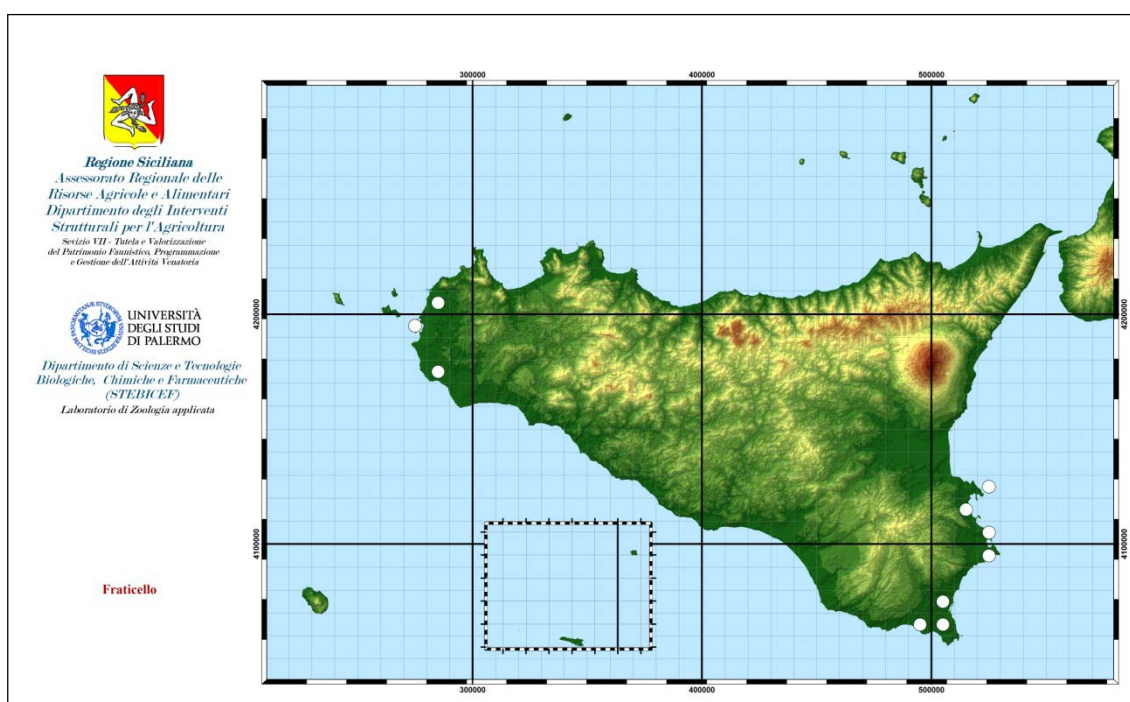 Regione Siciliana
Assessorato Regionale delle
Risorse Agricole e Alimentari
Dipartimento degli Interventi
Strutturali per l'Agricoltura
Sevizio VII - Tutela e Valorizzazione
del Patrimonio Faunistico, Programmazione
e Gestione dell'Attività Venatoria
UNIVERSITÀ
DEGLI STUDI
DI PALERMO
Dipartimento di Scienze e Tecnologie
Biologiche, Chimiche e Farmaceutiche
(STEBICEF)
Laboratorio di Zoologia applicata
Fraticello
300000
400000
500000
4200000
4200000
4100000
4100000
300000
400000
500000